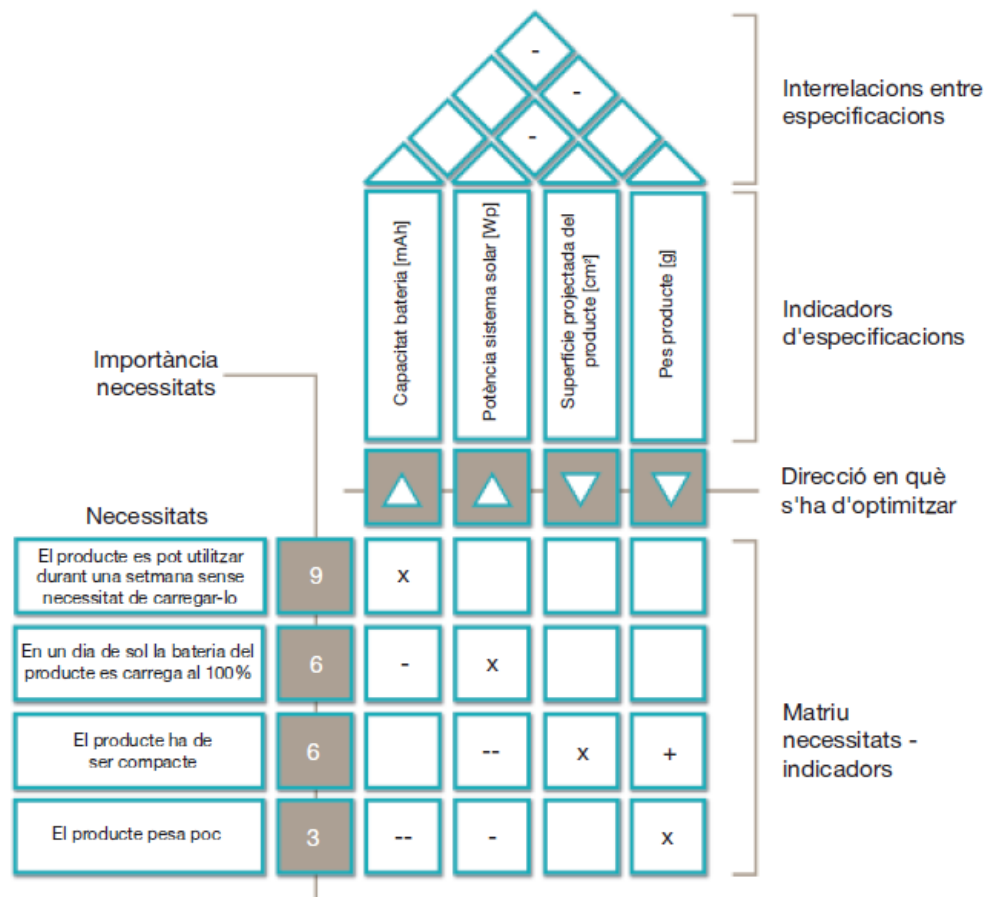 -
-
-
Interrelacions entre
especificacions
Capacitat bateria [mAh]
Potència sistema solar [Wp]
Superfície projectada del
producte [cm²]
Pes producte [g]
Indicadors
d'especificacions
Importància
necessitats
Direcció en què
s'ha d'optimitzar
Necessitats
El producte es pot utilitzar
durant una setmana sense
necessitat de carregar-lo
9
x
En un dia de sol la bateria del
producte es carrega al 100%
6
-
x
El producte ha de
ser compacte
6
--
x
+
Matriu
necessitats -
indicadors
El producte pesa poc
3
--
-
x